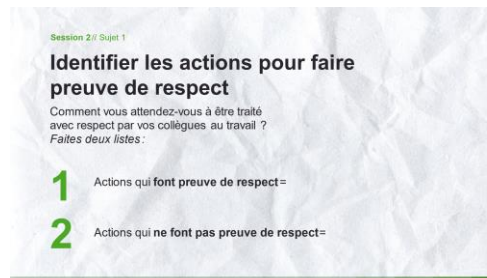 Session 2// Sujet 1
Identifier les actions pour faire
preuve de respect
Comment vous attendez-vous à être traité
avec respect par vos collègues au travail ?
Faites deux listes :
1 Actions qui font preuve de respect=
2 Actions qui ne font pas preuve de respect=